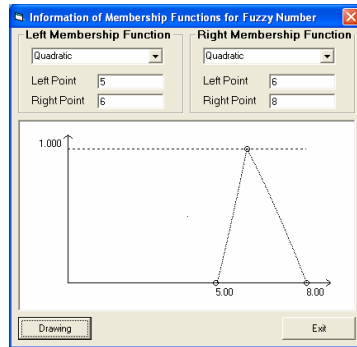 Information of Membership Functions for Fuzzy Number
Left Membership Function
Quadratic
Left Point 5
Right Point 6
Right Membership Function
Quadratic
Left Point 6
Right Point 8
1.000
5.00 8.00
Drawing Exit